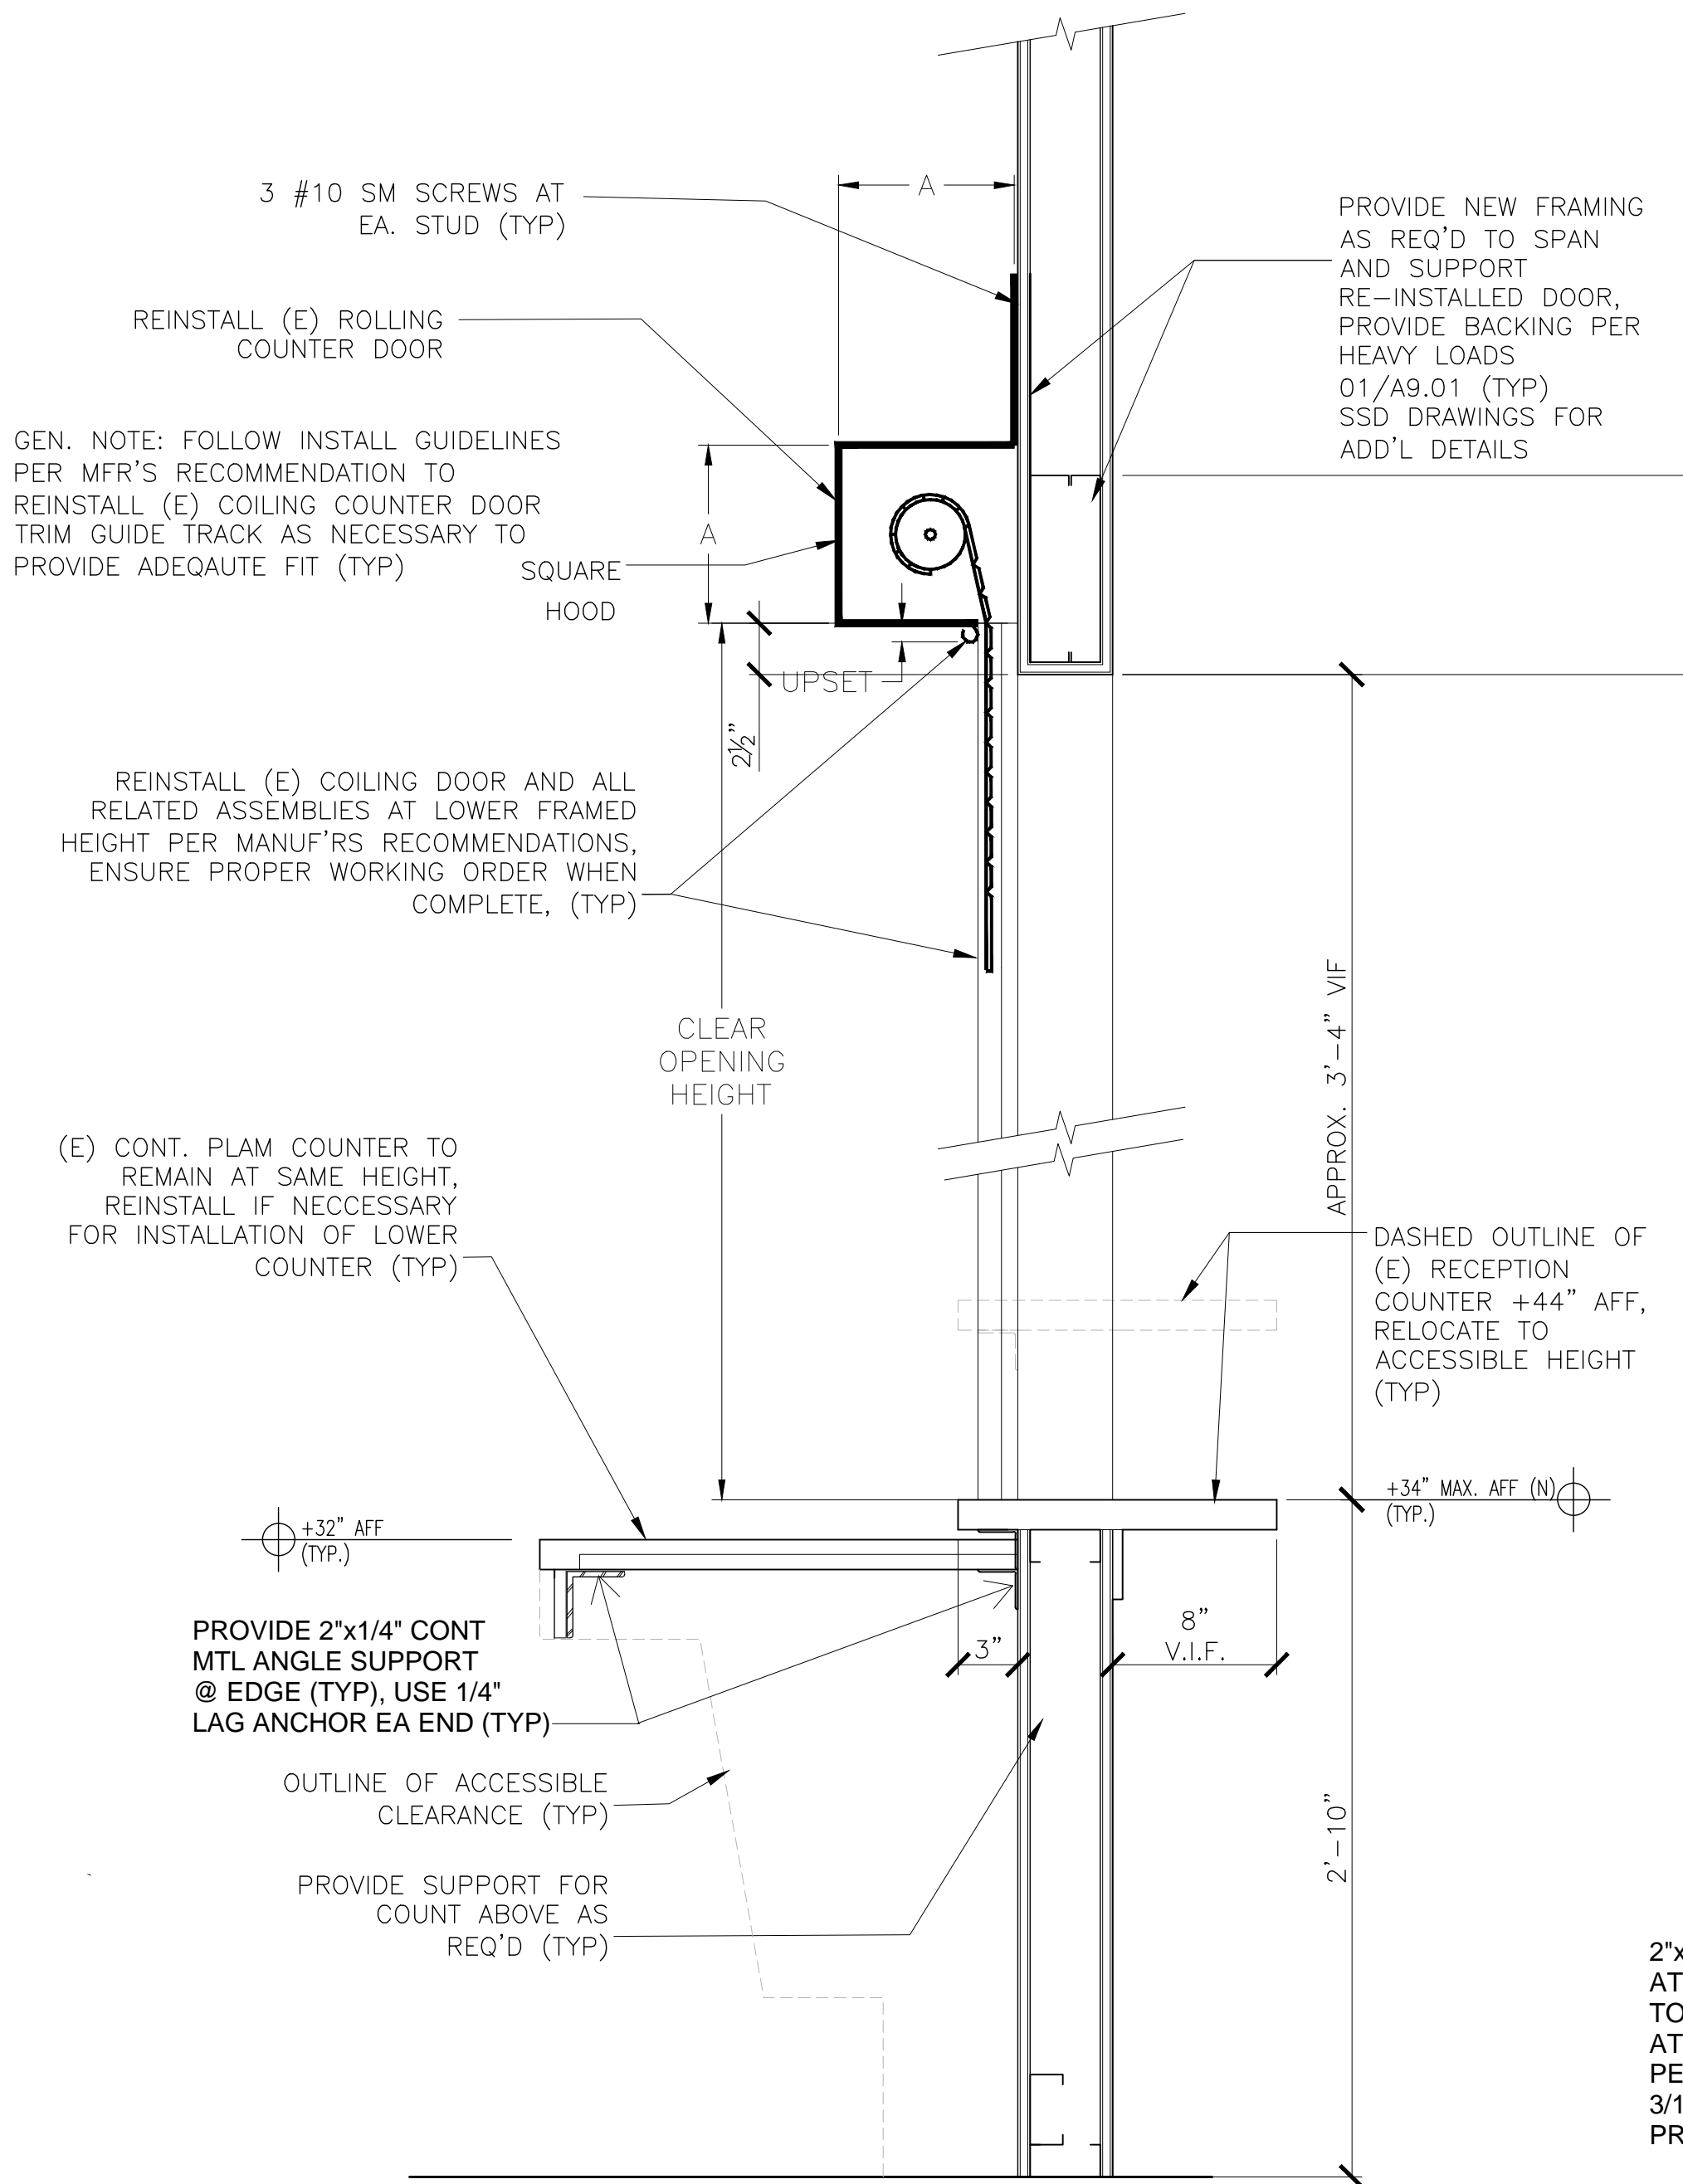 3 #10 SM SCREWS AT
EA. STUD (TYP)
A
PROVIDE NEW FRAMING
AS REQ'D TO SPAN
AND SUPPORT
RE-INSTALLED DOOR,
PROVIDE BACKING PER
HEAVY LOADS
01/A9.01 (TYP)
SSD DRAWINGS FOR
ADD'L DETAILS
REINSTALL (E) ROLLING
COUNTER DOOR
GEN. NOTE: FOLLOW INSTALL GUIDELINES
PER MFR'S RECOMMENDATION TO
REINSTALL (E) COILING COUNTER DOOR
TRIM GUIDE TRACK AS NECESSARY TO
PROVIDE ADEQAUTE FIT (TYP)
A
SQUARE
HOOD
UPSET
2½"
REINSTALL (E) COILING DOOR AND ALL
RELATED ASSEMBLIES AT LOWER FRAMED
HEIGHT PER MANUF'RS RECOMMENDATIONS,
ENSURE PROPER WORKING ORDER WHEN
COMPLETE, (TYP)
CLEAR
OPENING
HEIGHT
APPROX. 3'-4" VIF
(E) CONT. PLAM COUNTER TO
REMAIN AT SAME HEIGHT,
REINSTALL IF NECCESSARY
FOR INSTALLATION OF LOWER
COUNTER (TYP)
DASHED OUTLINE OF
(E) RECEPTION
COUNTER +44" AFF,
RELOCATE TO
ACCESSIBLE HEIGHT
(TYP)
+34" MAX. AFF (N)
(TYP.)
+32" AFF
(TYP.)
PROVIDE 2"x1/4" CONT
MTL ANGLE SUPPORT
@ EDGE (TYP), USE 1/4"
LAG ANCHOR EA END (TYP)
3"
8"
V.I.F.
OUTLINE OF ACCESSIBLE
CLEARANCE (TYP)
2'-10"
PROVIDE SUPPORT FOR
COUNT ABOVE AS
REQ'D (TYP)
2"x
AT
TO
AT
PE
3/1
PR